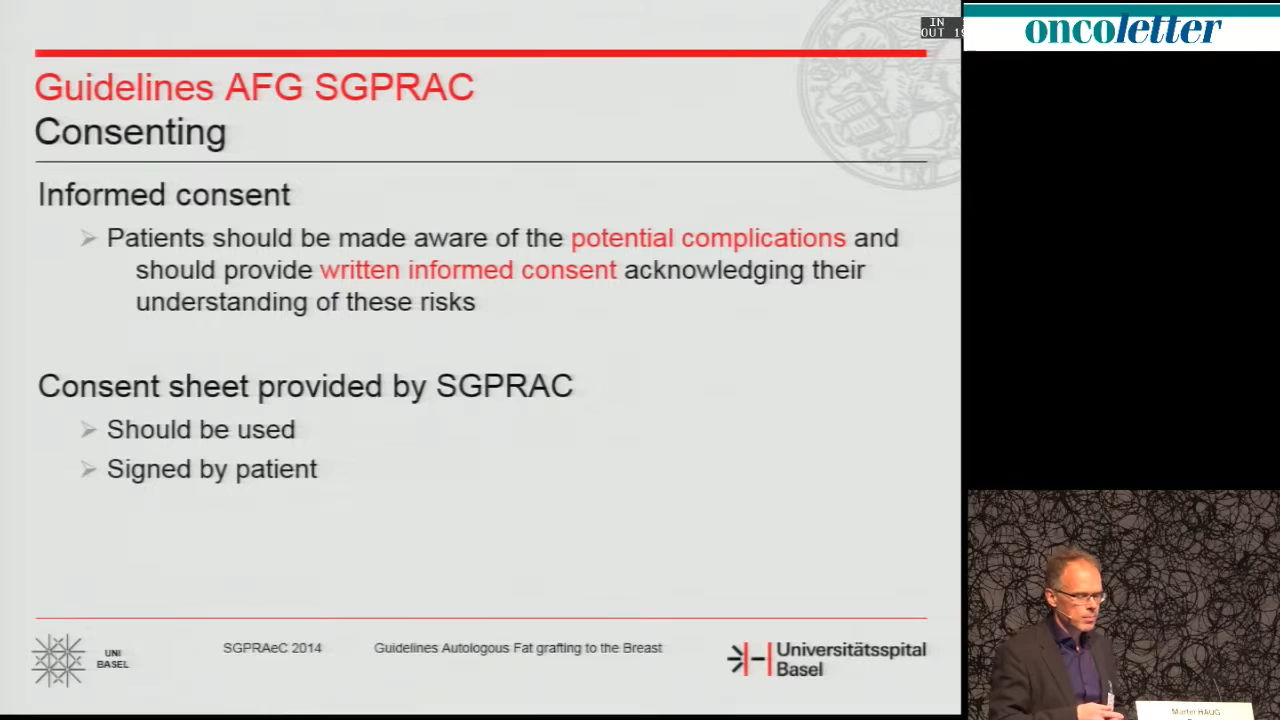 IN
OUT
oncoletter
Guidelines AFG SGPRAC
Consenting
Informed consent
Patients should be made aware of the potential complications and
should provide written informed consent acknowledging their
understanding of these risks
Consent sheet provided by SGPRAC
Should be used
Signed by patient
UNI
BASEL
SGPRAeC 2014
Guidelines Autologous Fat grafting to the Breast
Universitätsspital
Basel
Martin HAUG